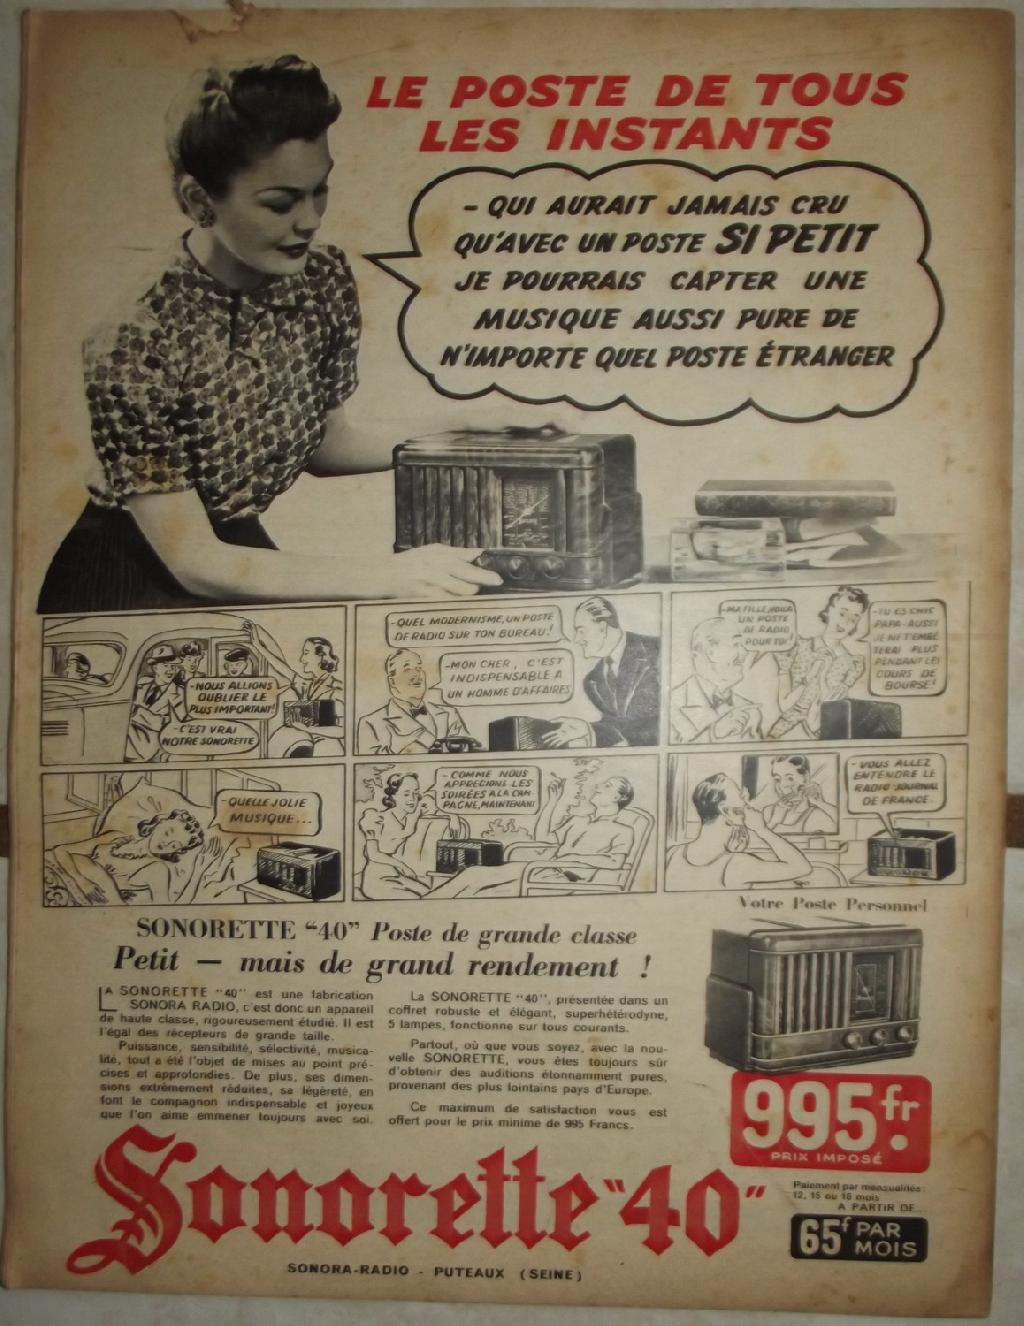 LE POSTE DE TOUS
LES INSTANTS
- QUI AURAIT JAMAIS CRU
QU'AVEC UN POSTE SI PETIT
JE POURRAIS CAPTER UNE
MUSIQUE AUSSI PURE DE
N'IMPORTE QUEL POSTE ÉTRANGER
-NOUS ALLIONS
OUBLIER LE
PLUS IMPORTANT!
-C'EST VRAI
NOTRE SONORETTE
-QUEL MODERNISME, UN POSTE
DE RADIO SUR TON BUREAU!
-MON CHER, C'EST
INDISPENSABLE A
UN HOMME D'AFFAIRES
-MA FILLE, VOILA
UN POSTE
DE RADIO
POUR TOI!
-TU ES CHIC
PAPA-AUSSI
JE NE T'EMBÊ
TERAI PLUS
PENDANT LES
COURS DE
BOURSE!
-QUELLE JOLIE
MUSIQUE...
-COMME NOUS
APPRECIONS LES
SOIRÉES A LA CAM
PAGNE, MAINTENANT
-VOUS ALLEZ
ENTENDRE LE
RADIO JOURNAL
DE FRANCE.
Votre Poste Personnel
SONORETTE "40" Poste de grande classe
Petit — mais de grand rendement !
LA SONORETTE "40" est une fabrication
SONORA RADIO, c'est donc un appareil
de haute classe, rigoureusement étudié. Il est
l'égal des récepteurs de grande taille.
Puissance, sensibilité, sélectivité, musica-
lité, tout a été l'objet de mises au point pré-
cises et approfondies. De plus, ses dimen-
sions extrêmement réduites, sa légèreté, en
font le compagnon indispensable et joyeux
que l'on aime emmener toujours avec soi.
La SONORETTE "40", présentée dans un
coffret robuste et élégant, superhétérodyne,
5 lampes, fonctionne sur tous courants.
Partout, où que vous soyez, avec la nou-
velle SONORETTE, vous êtes toujours sûr
d'obtenir des auditions étonnamment pures,
provenant des plus lointains pays d'Europe.
Ce maximum de satisfaction vous est
offert pour le prix minime de 995 Francs.
995 fr.
PRIX IMPOSÉ
Sonorette "40"
Paiement par mensualités:
12, 15 ou 18 mois
A PARTIR DE...
65f PAR
MOIS
SONORA-RADIO - PUTEAUX (SEINE)